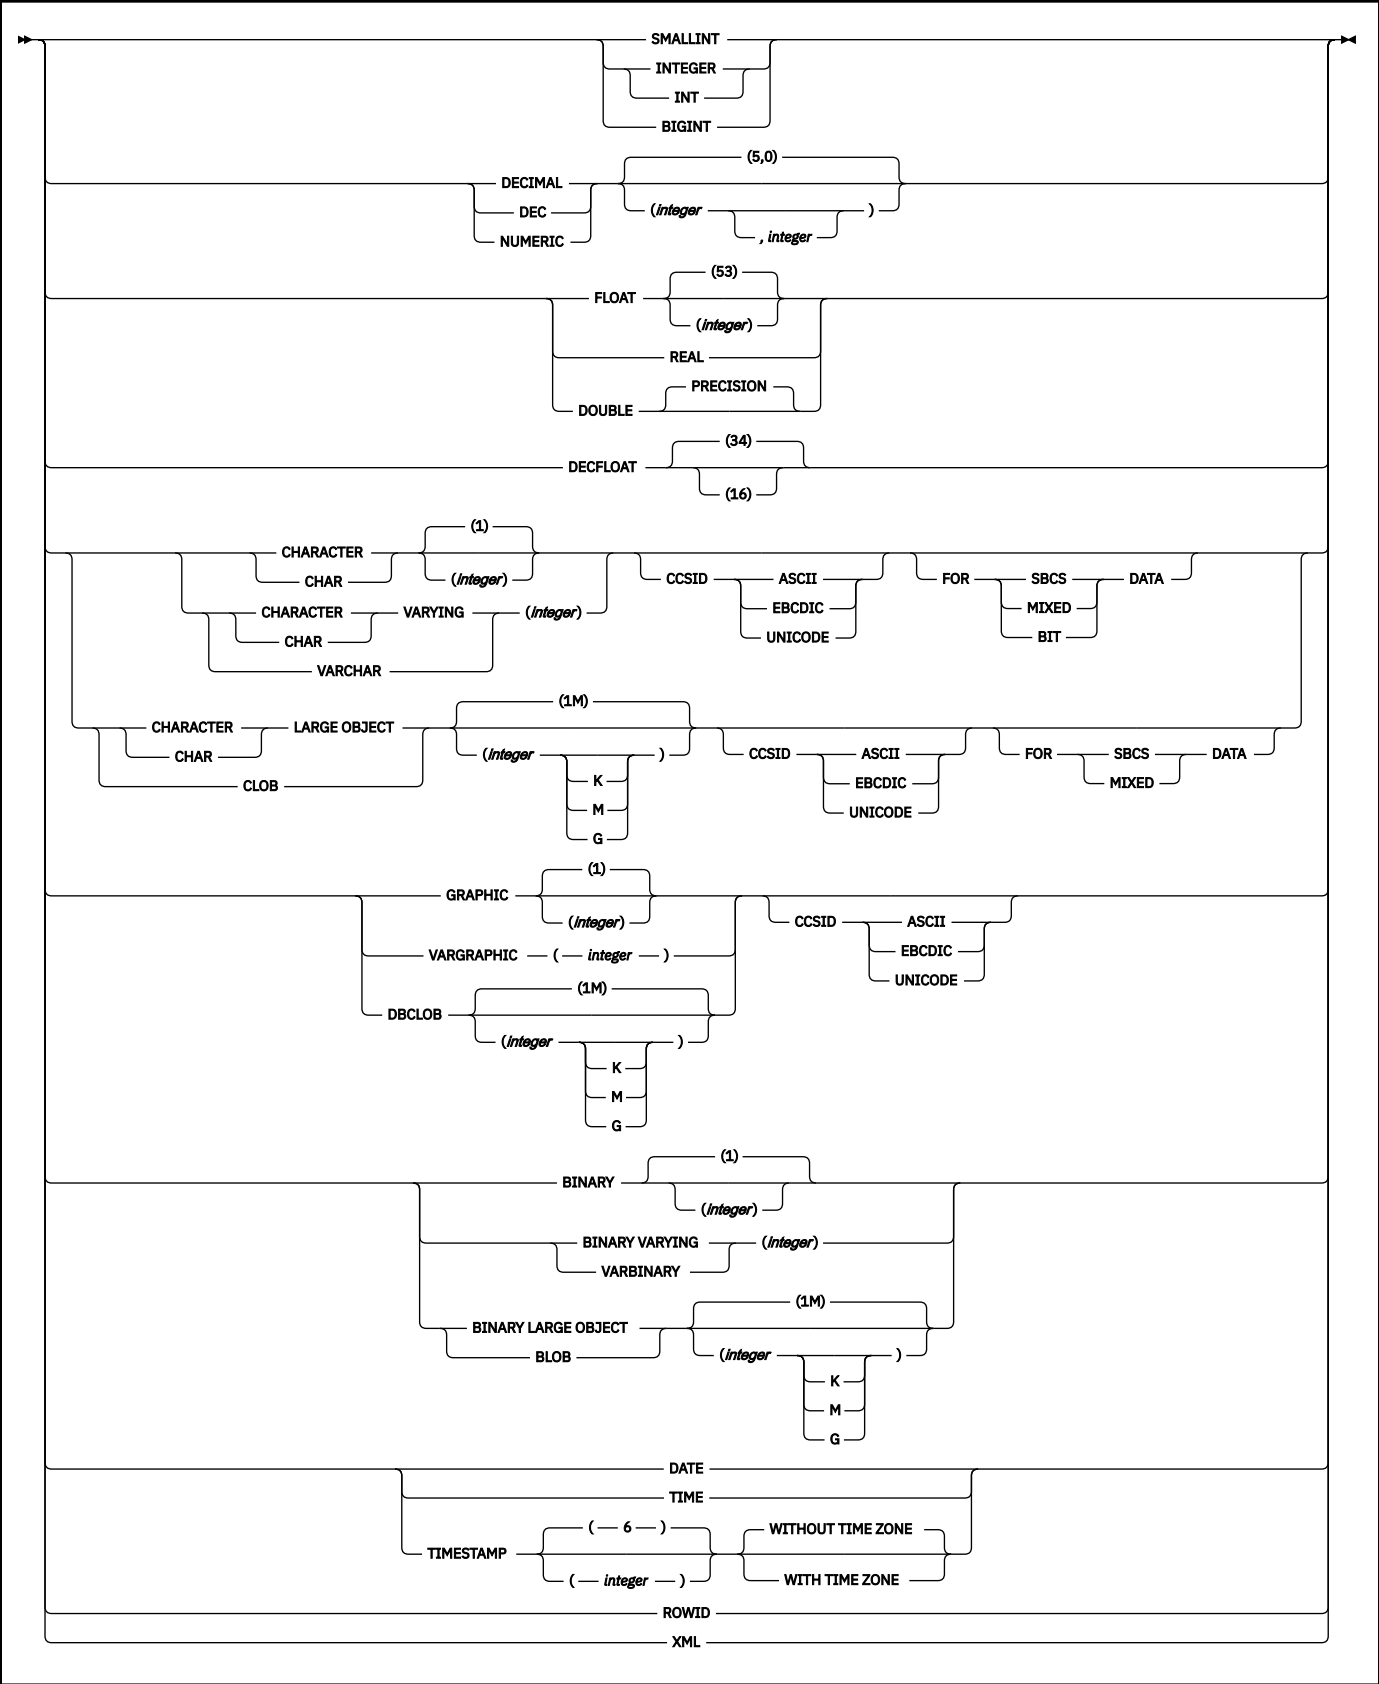 SMALLINT
INTEGER
INT
BIGINT
(5,0)
DECIMAL
DEC (integer )
NUMERIC , integer
(53)
FLOAT
(integer)
REAL
PRECISION
DOUBLE
(34)
DECFLOAT
(16)
(1)
CHARACTER
CHAR (integer) CCSID ASCII FOR SBCS DATA
EBCDIC MIXED
CHARACTER VARYING (integer)
CHAR UNICODE BIT
VARCHAR
(1M)
CHARACTER LARGE OBJECT
CHAR (integer ) CCSID ASCII FOR SBCS DATA
CLOB K EBCDIC MIXED
M UNICODE
G
(1)
GRAPHIC
(integer) CCSID ASCII
VARGRAPHIC ( integer ) EBCDIC
UNICODE
(1M)
DBCLOB
(integer )
K
M
G
(1)
BINARY
(integer)
BINARY VARYING (integer)
VARBINARY
(1M)
BINARY LARGE OBJECT
BLOB (integer )
K
M
G
DATE
TIME
( 6 ) WITHOUT TIME ZONE
TIMESTAMP
( integer ) WITH TIME ZONE
ROWID
XML